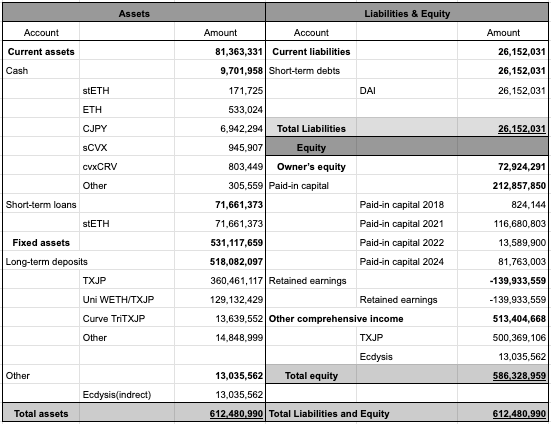 Assets Liabilities & Equity
Account Amount Account Amount
Current assets 81,363,331 Current liabilities 26,152,031
Cash 9,701,958 Short-term debts 26,152,031
stETH 171,725 DAI 26,152,031
ETH 533,024
CJPY 6,942,294 Total Liabilities 26,152,031
sCVX 945,907 Equity
cvxCRV 803,449 Owner's equity 72,924,291
Other 305,559 Paid-in capital 212,857,850
Short-term loans 71,661,373 Paid-in capital 2018 824,144
stETH 71,661,373 Paid-in capital 2021 116,680,803
Fixed assets 531,117,659 Paid-in capital 2022 13,589,900
Long-term deposits 518,082,097 Paid-in capital 2024 81,763,003
TXJP 360,461,117 Retained earnings -139,933,559
Uni WETH/TXJP 129,132,429 Retained earnings -139,933,559
Curve TriTXJP 13,639,552 Other comprehensive income 513,404,668
Other 14,848,999 TXJP 500,369,106
Ecdysis 13,035,562
Other 13,035,562 Total equity 586,328,959
Ecdysis(indrect) 13,035,562
Total assets 612,480,990 Total Liabilities and Equity 612,480,990